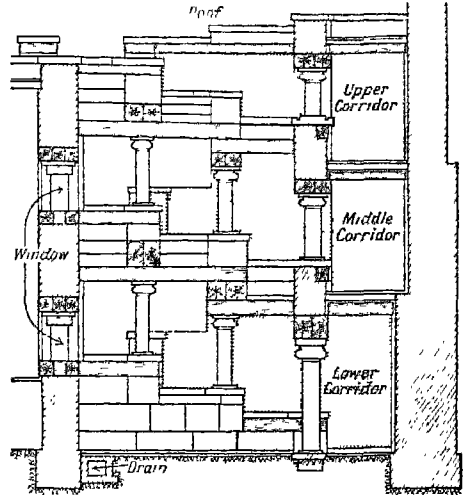 Roof
Upper
Corridor
Middle
Corridor
Window
Lower
Corridor
Drain